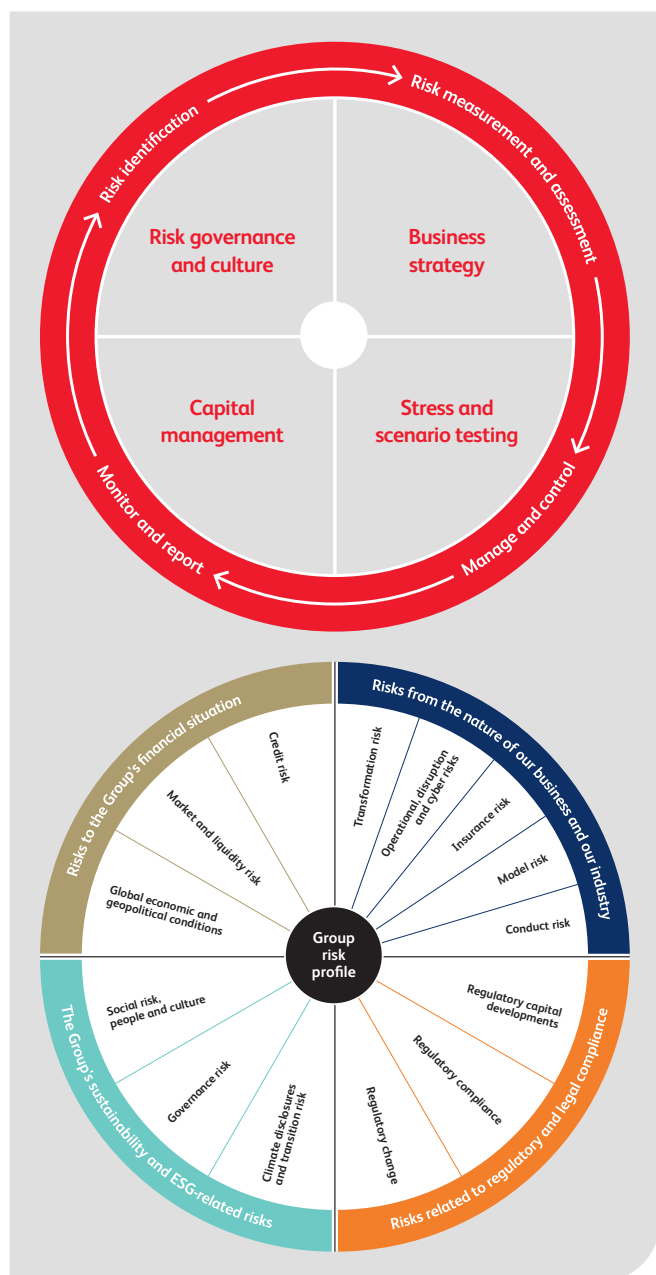 Risk identification
Risk measurement and assessment
Manage and control
Monitor and report
Risk governance
and culture
Business
strategy
Capital
management
Stress and
scenario testing
Risks to the Group's financial situation
Credit risk
Market and liquidity risk
Global economic and
geopolitical conditions
Risks from the nature of our business and our industry
Transformation risk
Operational, disruption
and cyber risks
Insurance risk
Model risk
Conduct risk
Group
risk
profile
The Group's sustainability and ESG-related risks
Social risk,
people and culture
Governance risk
Climate disclosures
and transition risk
Risks related to regulatory and legal compliance
Regulatory capital
developments
Regulatory compliance
Regulatory change